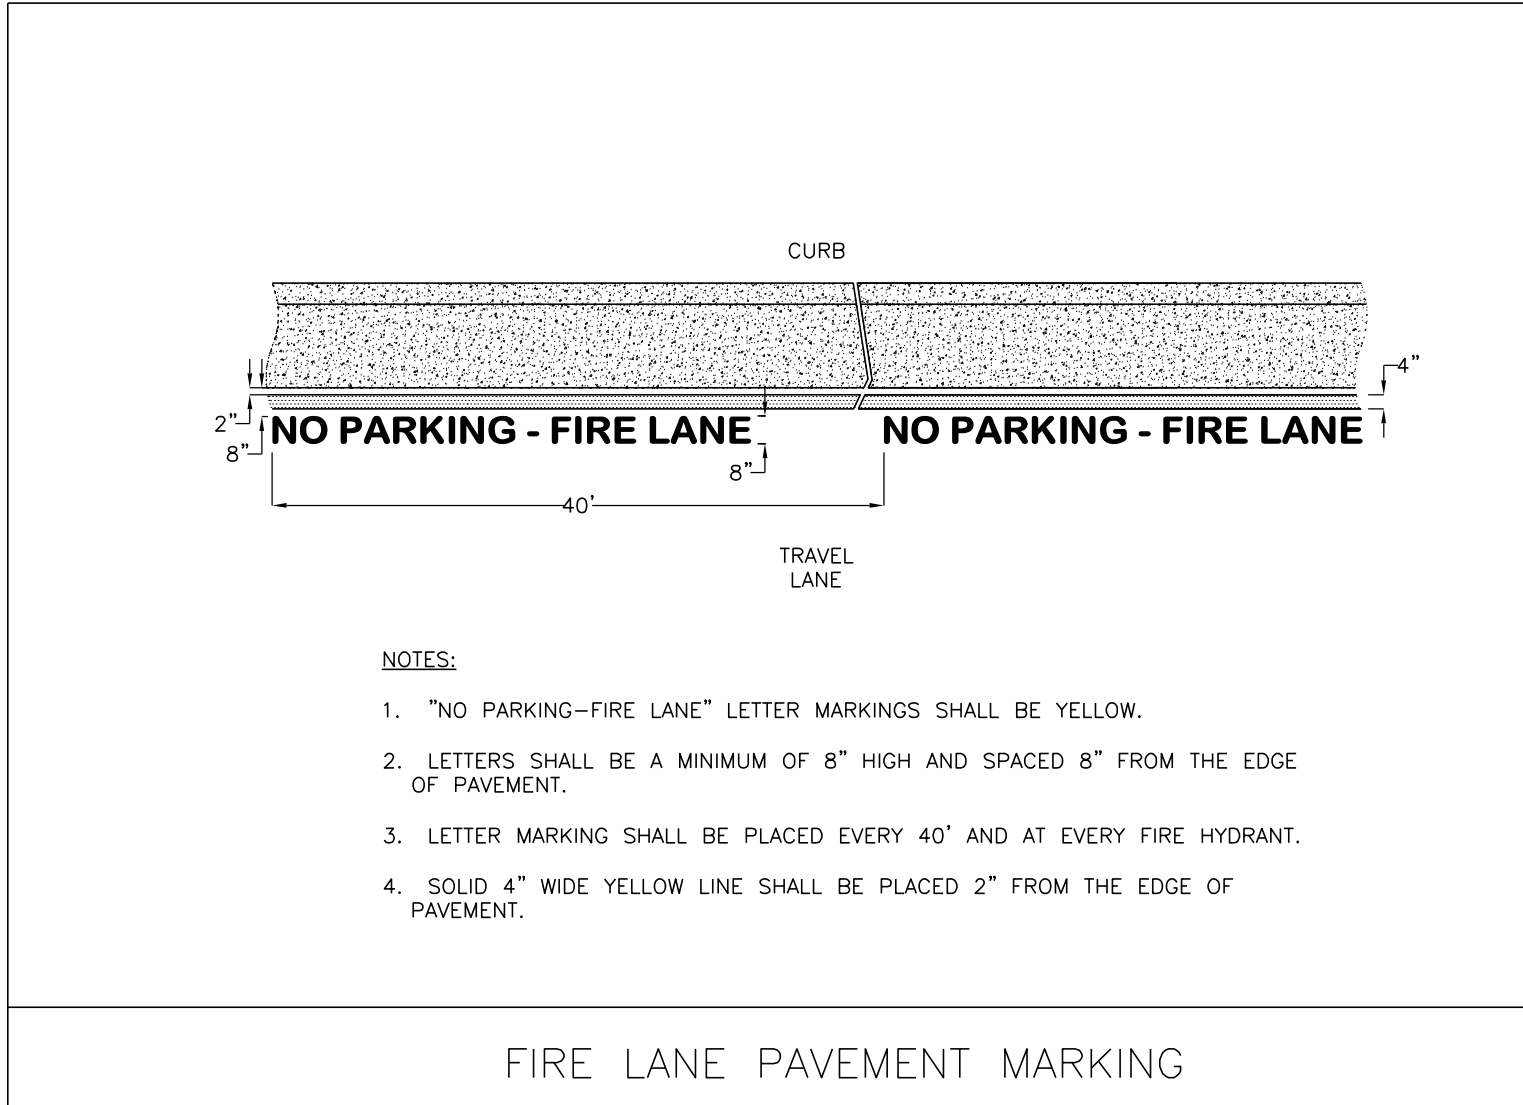 CURB
4"
2"
8"
NO PARKING - FIRE LANE
NO PARKING - FIRE LANE
8"
40'
TRAVEL
LANE
NOTES:
1. "NO PARKING-FIRE LANE" LETTER MARKINGS SHALL BE YELLOW.
2. LETTERS SHALL BE A MINIMUM OF 8" HIGH AND SPACED 8" FROM THE EDGE
OF PAVEMENT.
3. LETTER MARKING SHALL BE PLACED EVERY 40' AND AT EVERY FIRE HYDRANT.
4. SOLID 4" WIDE YELLOW LINE SHALL BE PLACED 2" FROM THE EDGE OF
PAVEMENT.
FIRE LANE PAVEMENT MARKING